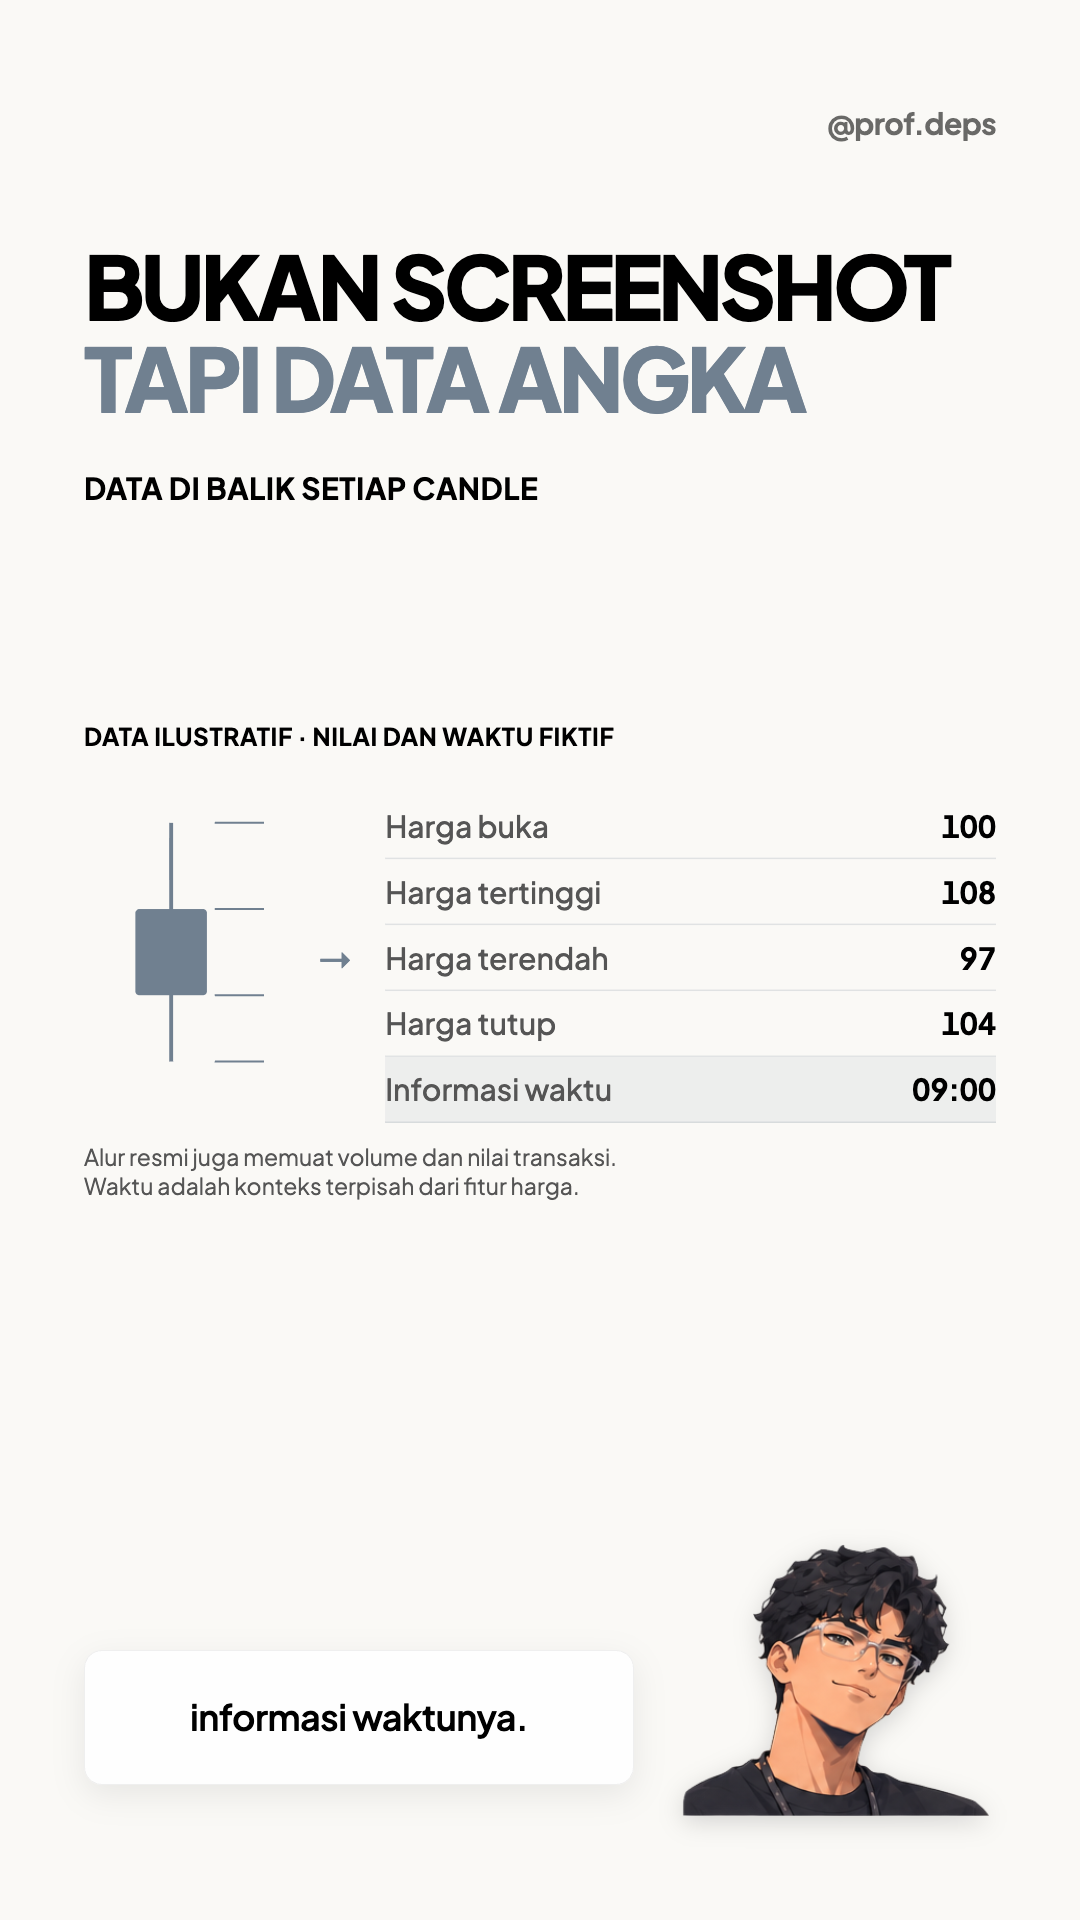 @prof.deps
BUKAN SCREENSHOT
TAPI DATA ANGKA
DATA DI BALIK SETIAP CANDLE
DATA ILUSTRATIF · NILAI DAN WAKTU FIKTIF
Harga buka 100
Harga tertinggi 108
Harga terendah 97
Harga tutup 104
Informasi waktu 09:00
Alur resmi juga memuat volume dan nilai transaksi.
Waktu adalah konteks terpisah dari fitur harga.
informasi waktunya.